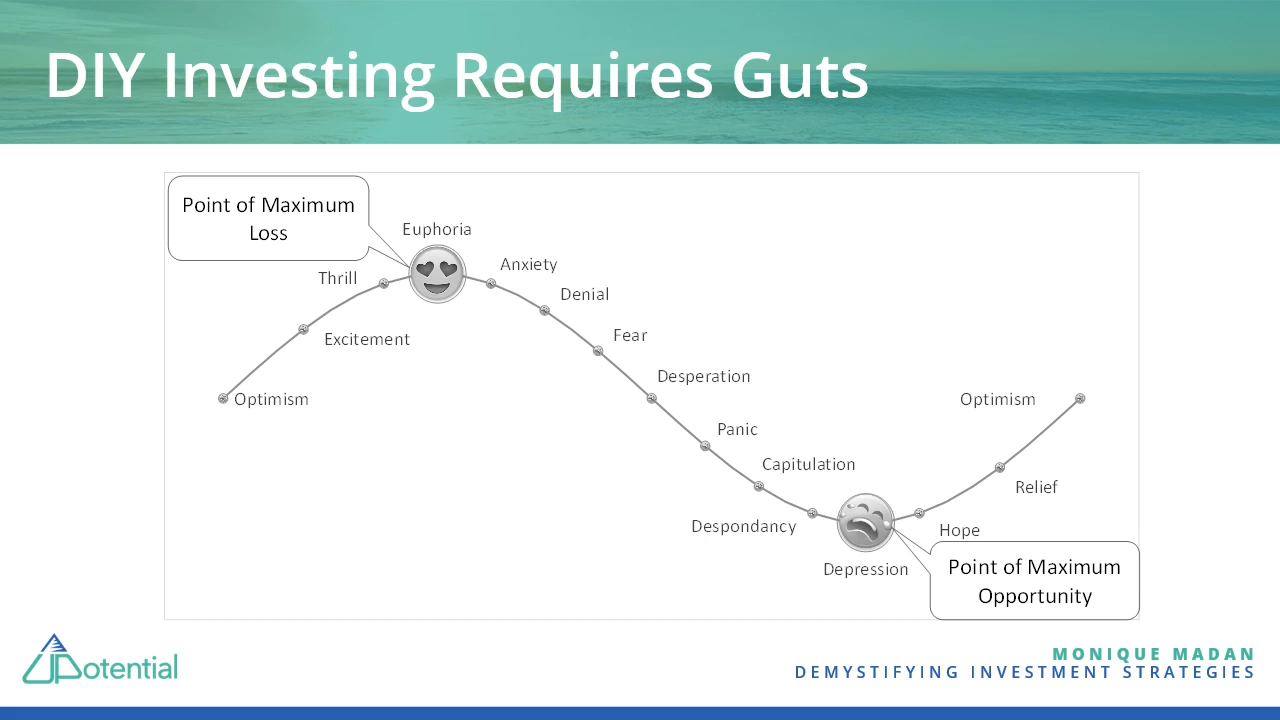 DIY Investing Requires Guts
Point of Maximum
Loss
Euphoria
Thrill
Anxiety
Denial
Excitement
Fear
Desperation
Optimism
Optimism
Panic
Capitulation
Relief
Despondancy
Hope
Depression
Point of Maximum
Opportunity
UPotential
MONIQUE MADAN
DEMYSTIFYING INVESTMENT STRATEGIES